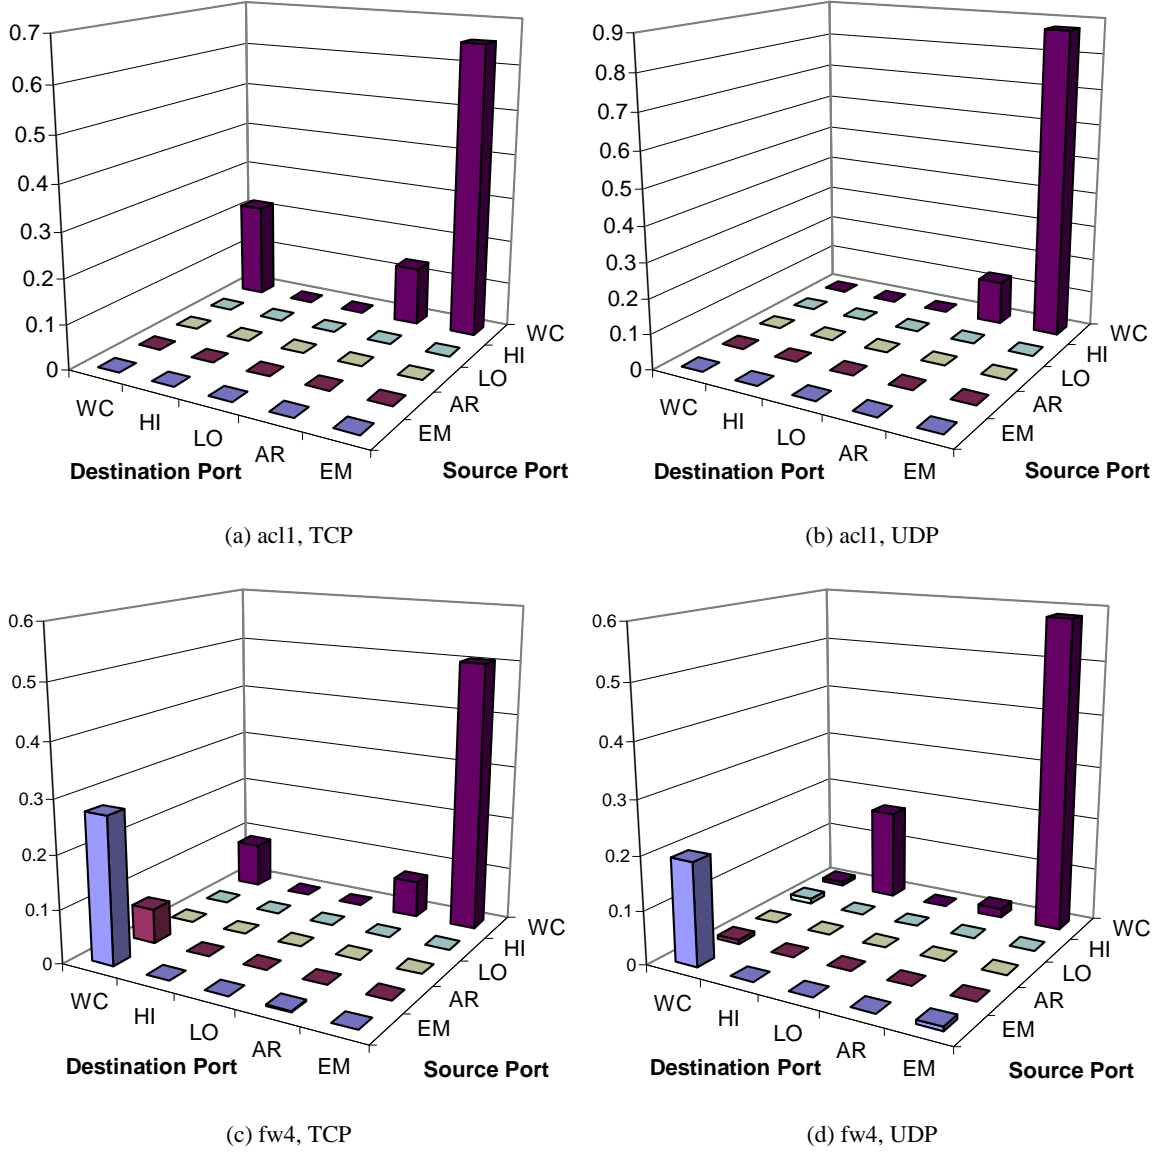 0.7
0.6
0.5
0.4
0.3
0.2
0.1
0
WC
HI
LO
AR
EM
WC
HI
LO
AR
EM
Destination Port
Source Port
(a) acl1, TCP
0.9
0.8
0.7
0.6
0.5
0.4
0.3
0.2
0.1
0
WC
HI
LO
AR
EM
WC
HI
LO
AR
EM
Destination Port
Source Port
(b) acl1, UDP
0.6
0.5
0.4
0.3
0.2
0.1
0
WC
HI
LO
AR
EM
WC
HI
LO
AR
EM
Destination Port
Source Port
(c) fw4, TCP
0.6
0.5
0.4
0.3
0.2
0.1
0
WC
HI
LO
AR
EM
WC
HI
LO
AR
EM
Destination Port
Source Port
(d) fw4, UDP